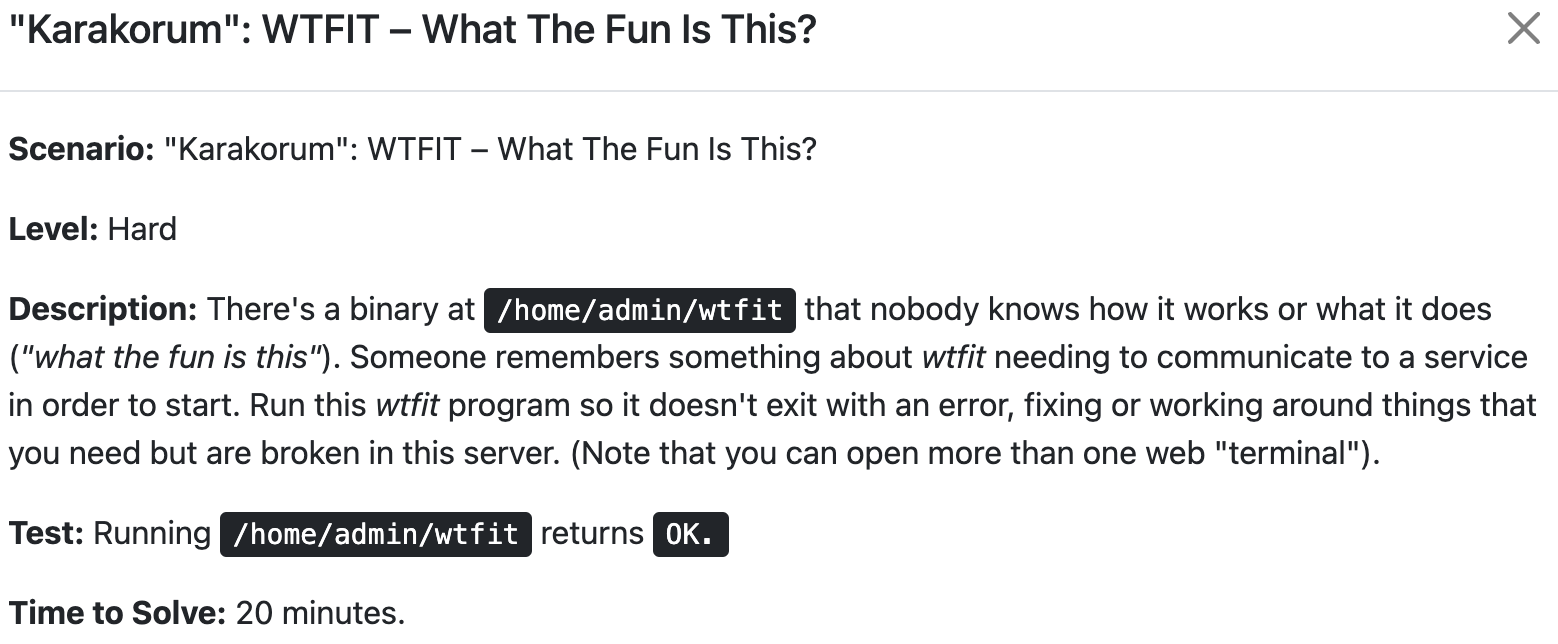 "Karakorum": WTFIT – What The Fun Is This?
Scenario: "Karakorum": WTFIT – What The Fun Is This?
Level: Hard
Description: There's a binary at /home/admin/wtfit that nobody knows how it works or what it does
("what the fun is this"). Someone remembers something about wtfit needing to communicate to a service
in order to start. Run this wtfit program so it doesn't exit with an error, fixing or working around things that
you need but are broken in this server. (Note that you can open more than one web "terminal").
Test: Running /home/admin/wtfit returns OK.
Time to Solve: 20 minutes.